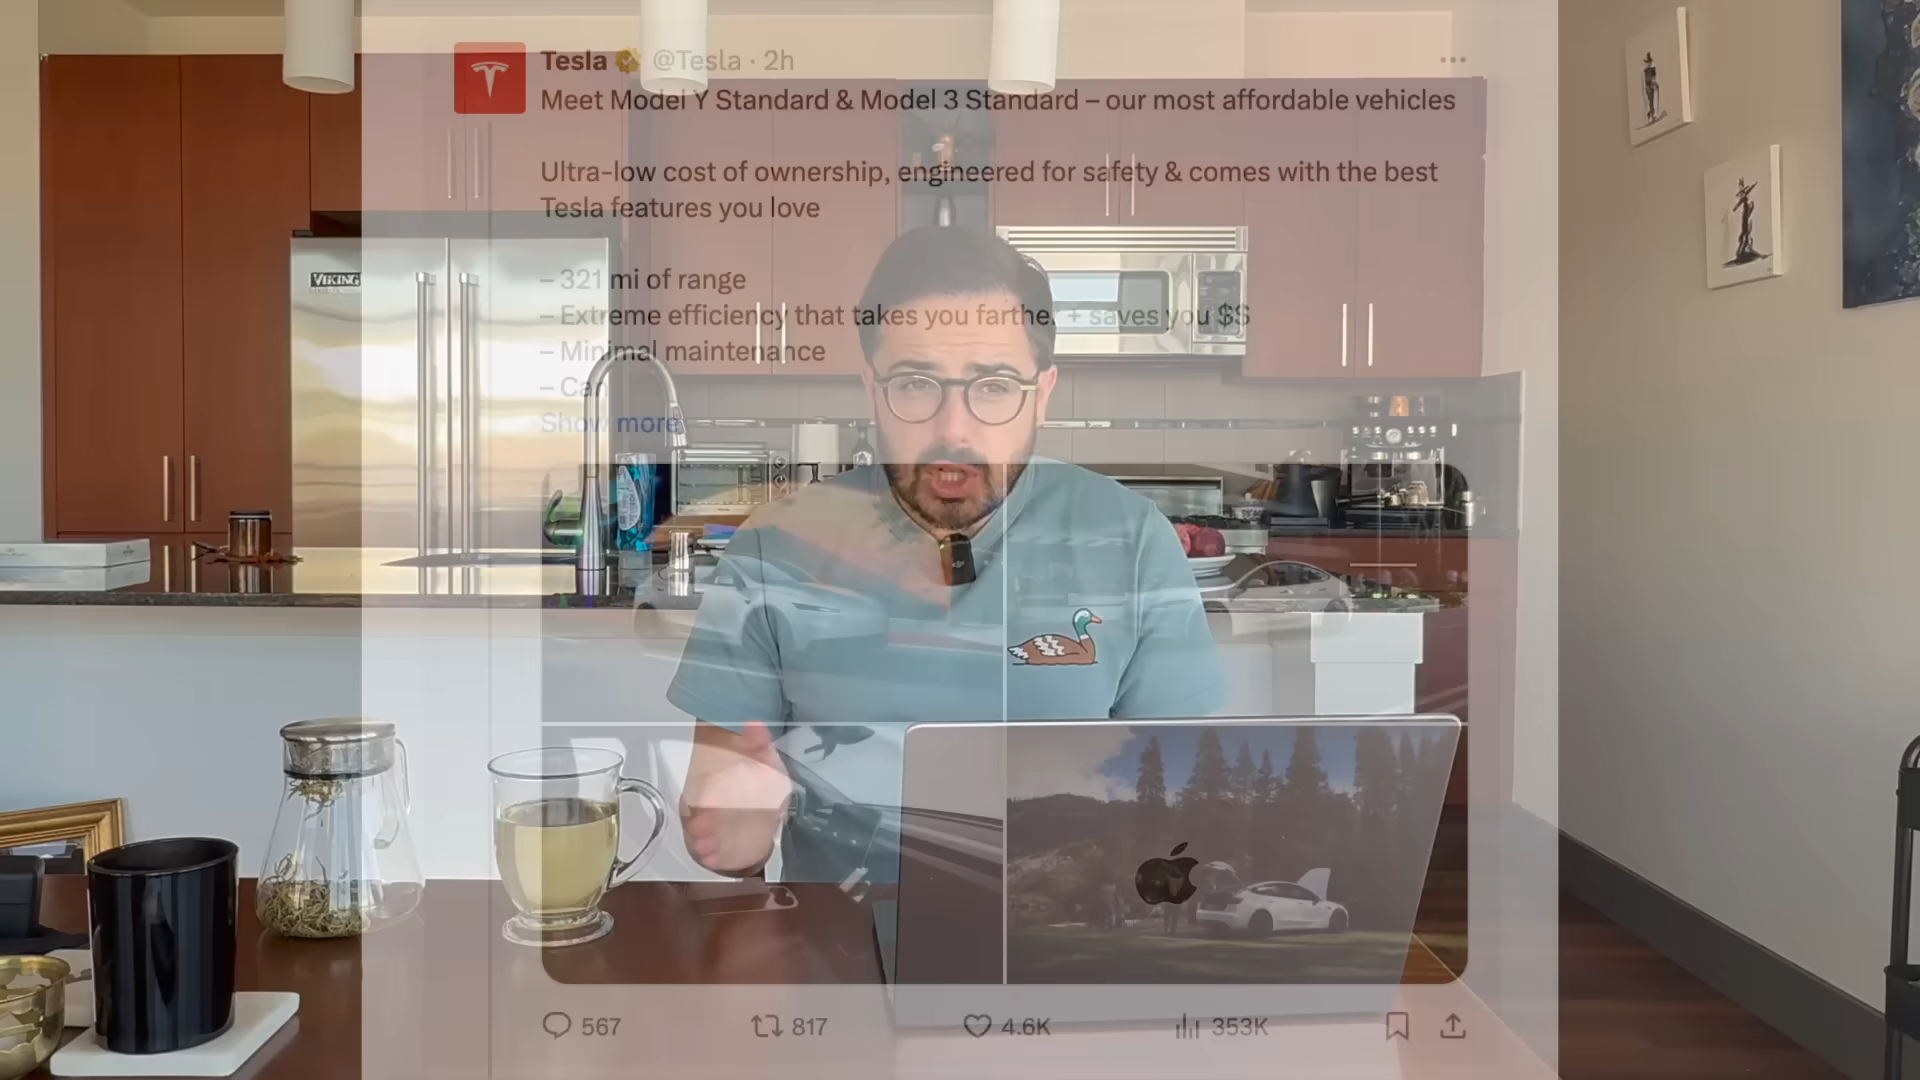 Tesla @Tesla · 2h
Meet Model Y Standard & Model 3 Standard – our most affordable vehicles
Ultra-low cost of ownership, engineered for safety & comes with the best
Tesla features you love
– 321 mi of range
– Extreme efficiency that takes you farther + saves you $$
– Minimal maintenance
– Can
Show more
VIKING
567 817 4.6K 353K